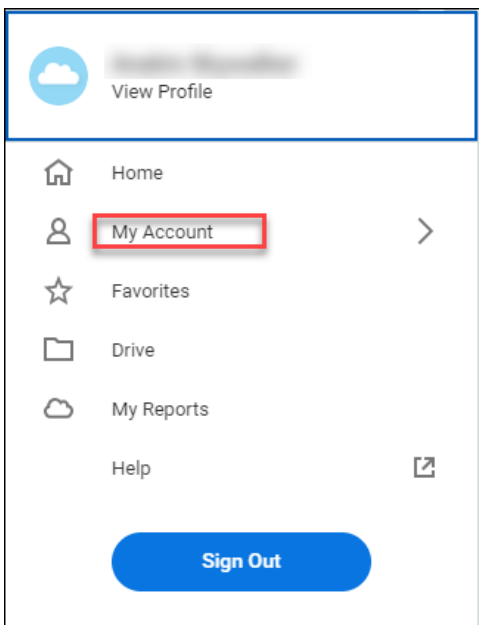 View Profile
Home
My Account
Favorites
Drive
My Reports
Help
Sign Out